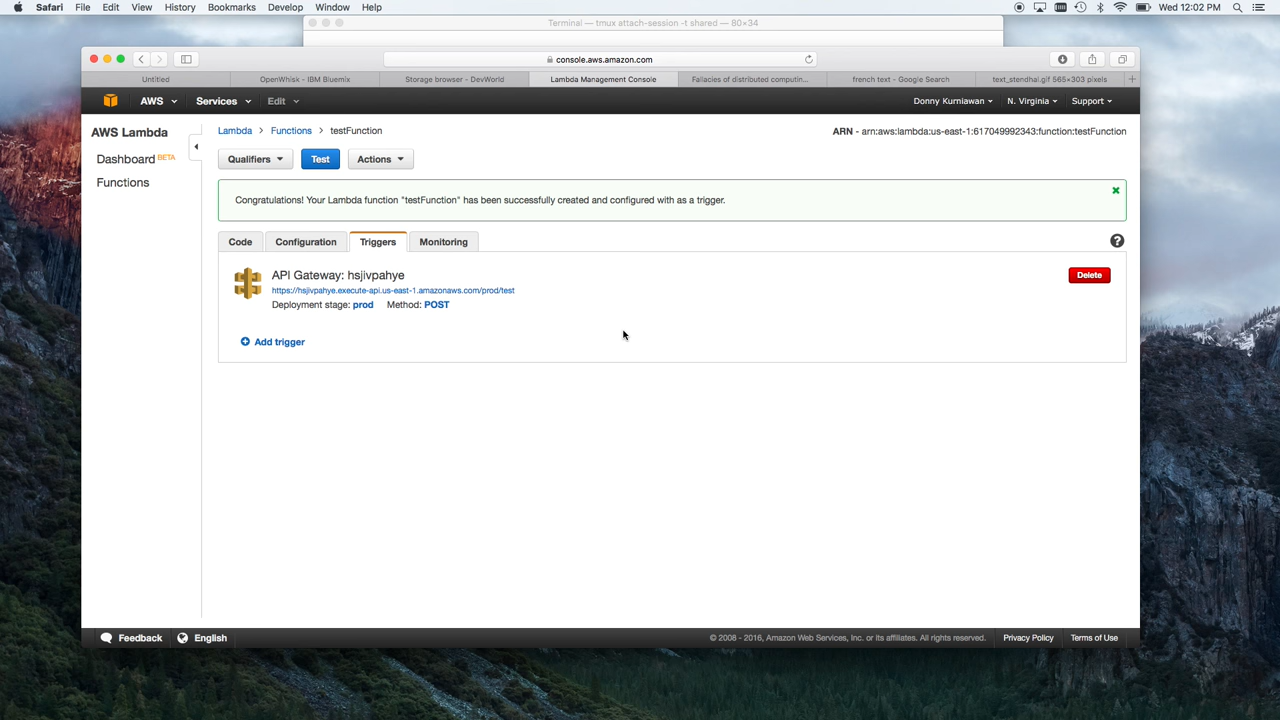 Safari File Edit View History Bookmarks Develop Window Help Wed 12:02 PM
Terminal — tmux attach-session -t shared — 80×34
console.aws.amazon.com
Untitled OpenWhisk - IBM Bluemix Storage browser - DevWorld Lambda Management Console Fallacies of distributed computin... french text - Google Search text_stendhal.gif 565×303 pixels
AWS Services Edit Donny Kurniawan N. Virginia Support
AWS Lambda
Dashboard BETA
Functions
Lambda > Functions > testFunction ARN - arn:aws:lambda:us-east-1:617049992343:function:testFunction
Qualifiers Test Actions
Congratulations! Your Lambda function "testFunction" has been successfully created and configured with as a trigger.
Code Configuration Triggers Monitoring
API Gateway: hsjivpahye Delete
https://hsjivpahye.execute-api.us-east-1.amazonaws.com/prod/test
Deployment stage: prod Method: POST
Add trigger
Feedback English © 2008 - 2016, Amazon Web Services, Inc. or its affiliates. All rights reserved. Privacy Policy Terms of Use